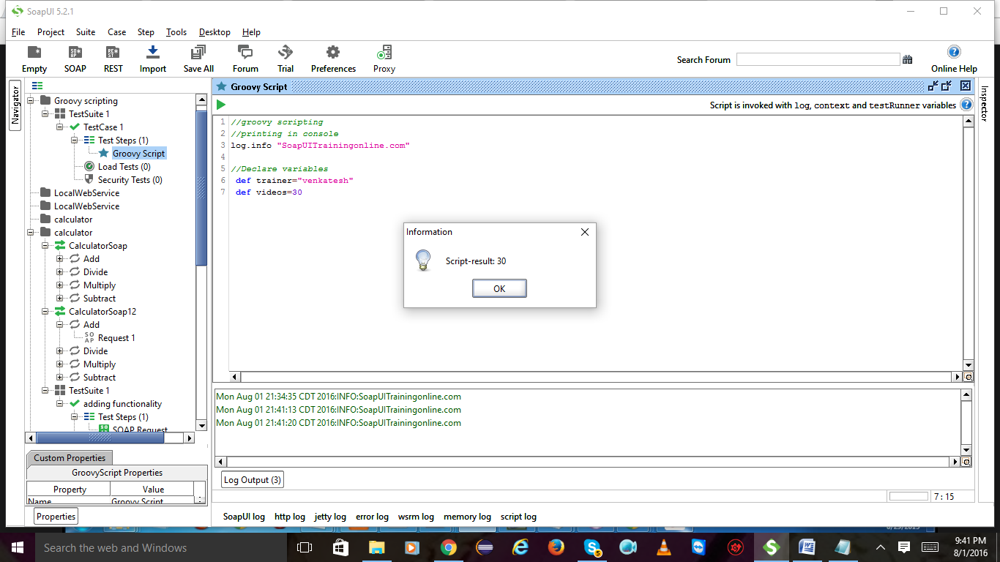 SoapUI 5.2.1
File Project Suite Case Step Tools Desktop Help
Empty SOAP REST Import Save All Forum Trial Preferences Proxy
Search Forum
Online Help
Navigator
Groovy scripting
TestSuite 1
TestCase 1
Test Steps (1)
Groovy Script
Load Tests (0)
Security Tests (0)
LocalWebService
LocalWebService
calculator
calculator
CalculatorSoap
Add
Divide
Multiply
Subtract
CalculatorSoap12
Add
SO AP Request 1
Divide
Multiply
Subtract
TestSuite 1
adding functionality
Test Steps (1)
SOAP Request
Custom Properties
GroovyScript Properties
Property Value
Name Groovy Script
Properties
Groovy Script
Script is invoked with log, context and testRunner variables
Inspector
1 //groovy scripting
2 //printing in console
3 log.info "SoapUITrainingonline.com"
4
5 //Declare variables
6 def trainer="venkatesh"
7 def videos=30
Information
Script-result: 30
OK
Mon Aug 01 21:34:35 CDT 2016:INFO:SoapUITrainingonline.com
Mon Aug 01 21:41:13 CDT 2016:INFO:SoapUITrainingonline.com
Mon Aug 01 21:41:20 CDT 2016:INFO:SoapUITrainingonline.com
Log Output (3)
7 : 15
SoapUI log http log jetty log error log wsrm log memory log script log
Search the web and Windows
5
9:41 PM
8/1/2016